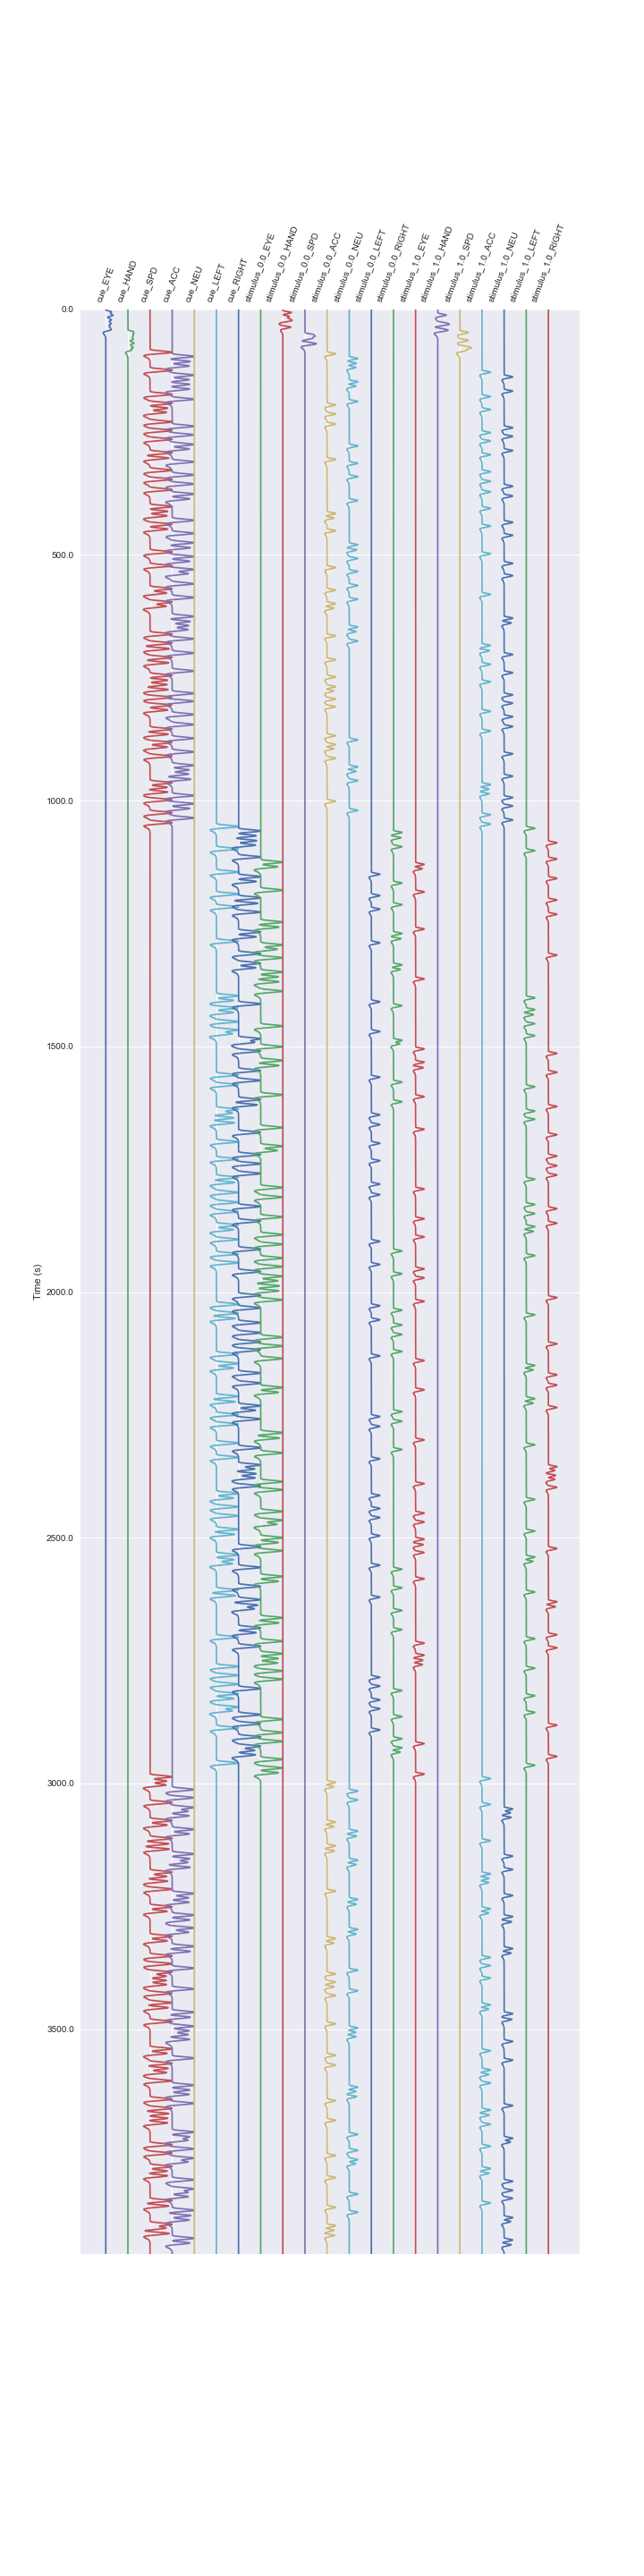 cue_EYE
cue_HAND
cue_SPD
cue_ACC
cue_NEU
cue_LEFT
cue_RIGHT
stimulus_0.0_EYE
stimulus_0.0_HAND
stimulus_0.0_SPD
stimulus_0.0_ACC
stimulus_0.0_NEU
stimulus_0.0_LEFT
stimulus_0.0_RIGHT
stimulus_1.0_EYE
stimulus_1.0_HAND
stimulus_1.0_SPD
stimulus_1.0_ACC
stimulus_1.0_NEU
stimulus_1.0_LEFT
stimulus_1.0_RIGHT
0.0
500.0
1000.0
1500.0
Time (s)
2000.0
2500.0
3000.0
3500.0